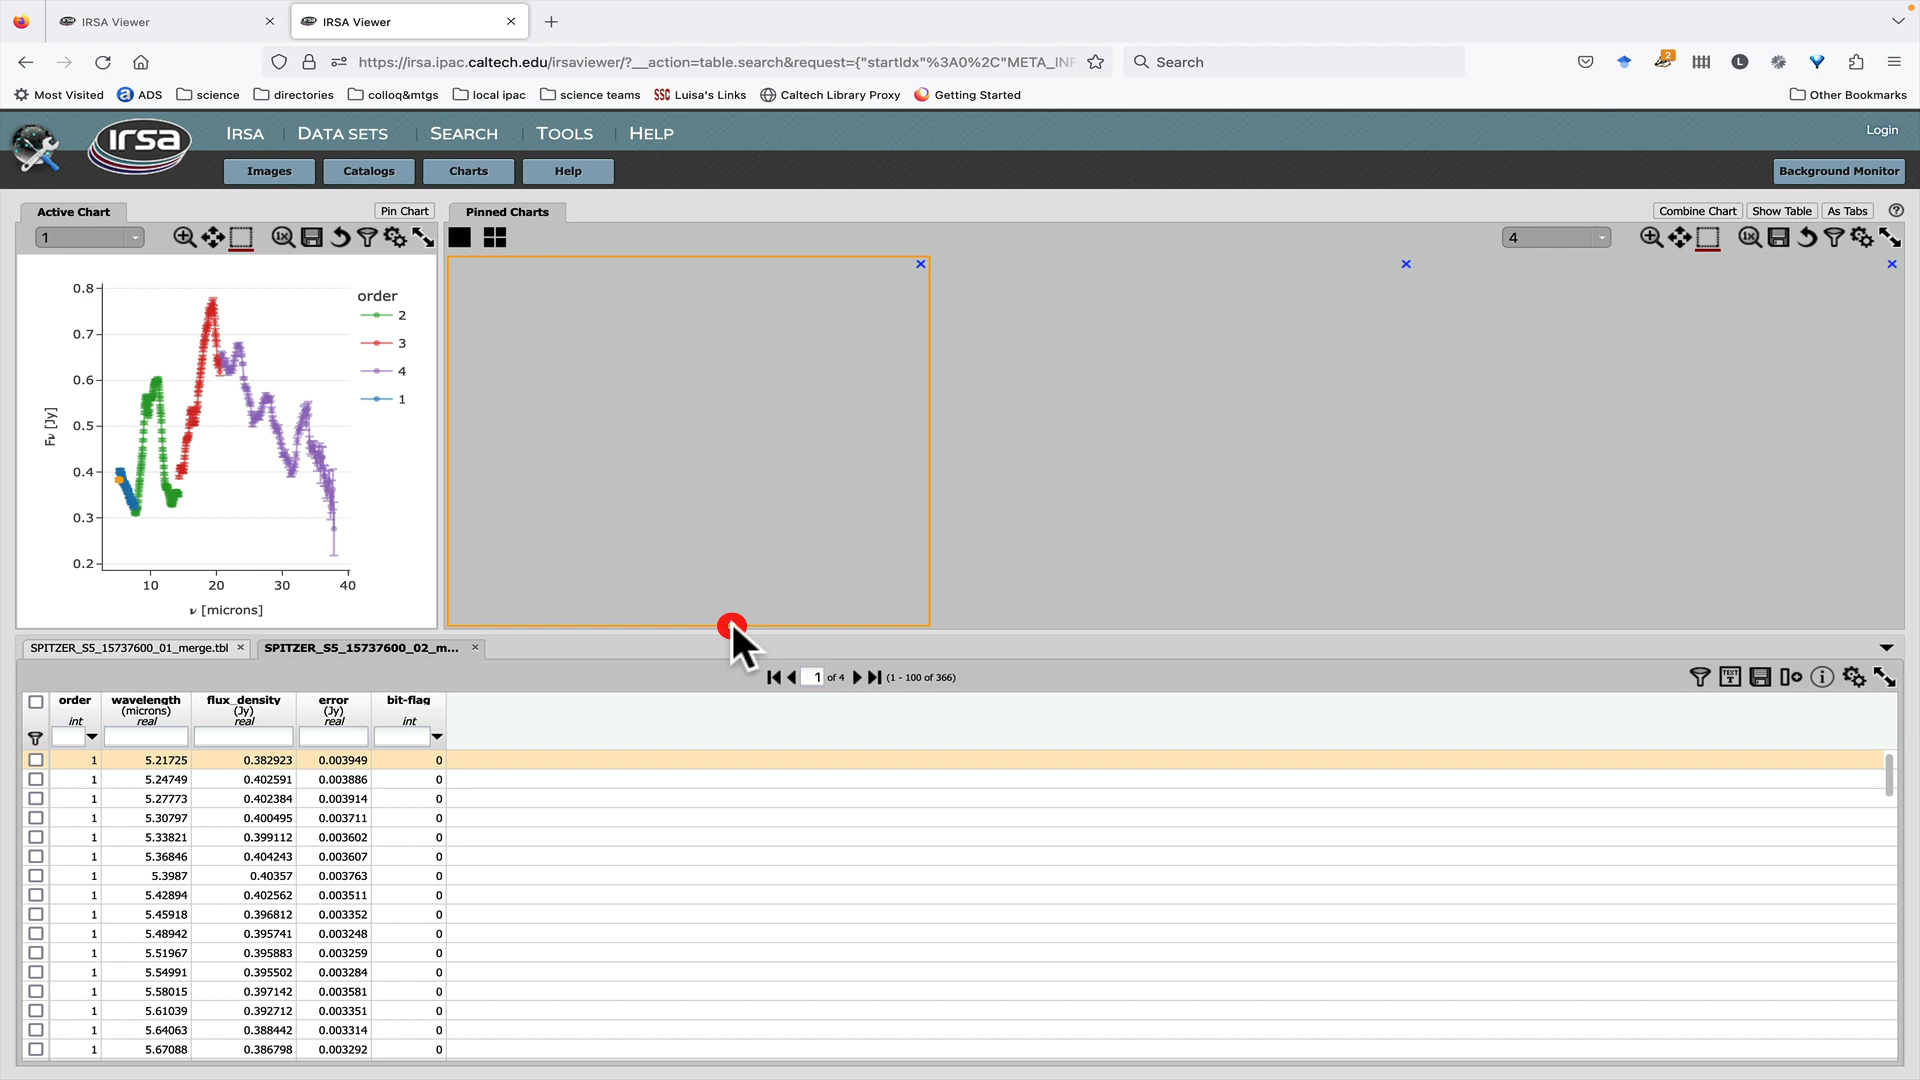 IRSA Viewer
IRSA Viewer
https://irsa.ipac.caltech.edu/irsaviewer/?__action=table.search&request={"startIdx"%3A0%2C"META_INF
Search
2
L
Most Visited
ADS
science
directories
colloq&mtgs
local ipac
science teams
SSC Luisa's Links
Caltech Library Proxy
Getting Started
Other Bookmarks
irsa
IRSA
DATA SETS
SEARCH
TOOLS
HELP
Login
Images
Catalogs
Charts
Help
Background Monitor
Active Chart
Pin Chart
Pinned Charts
Combine Chart
Show Table
As Tabs
1
1x
4
1x
0.8
0.7
0.6
0.5
0.4
0.3
0.2
Fν [Jy]
10 20 30 40
ν [microns]
order
2
3
4
1
SPITZER_S5_15737600_01_merge.tbl
SPITZER_S5_15737600_02_m...
1 of 4 (1 - 100 of 366)
TEXT
order wavelength flux_density error bit-flag
(microns) (Jy) (Jy)
int real real real int
1 5.21725 0.382923 0.003949 0
1 5.24749 0.402591 0.003886 0
1 5.27773 0.402384 0.003914 0
1 5.30797 0.400495 0.003711 0
1 5.33821 0.399112 0.003602 0
1 5.36846 0.404243 0.003607 0
1 5.3987 0.40357 0.003763 0
1 5.42894 0.402562 0.003511 0
1 5.45918 0.396812 0.003352 0
1 5.48942 0.395741 0.003248 0
1 5.51967 0.395883 0.003259 0
1 5.54991 0.395502 0.003284 0
1 5.58015 0.397142 0.003581 0
1 5.61039 0.392712 0.003351 0
1 5.64063 0.388442 0.003314 0
1 5.67088 0.386798 0.003292 0